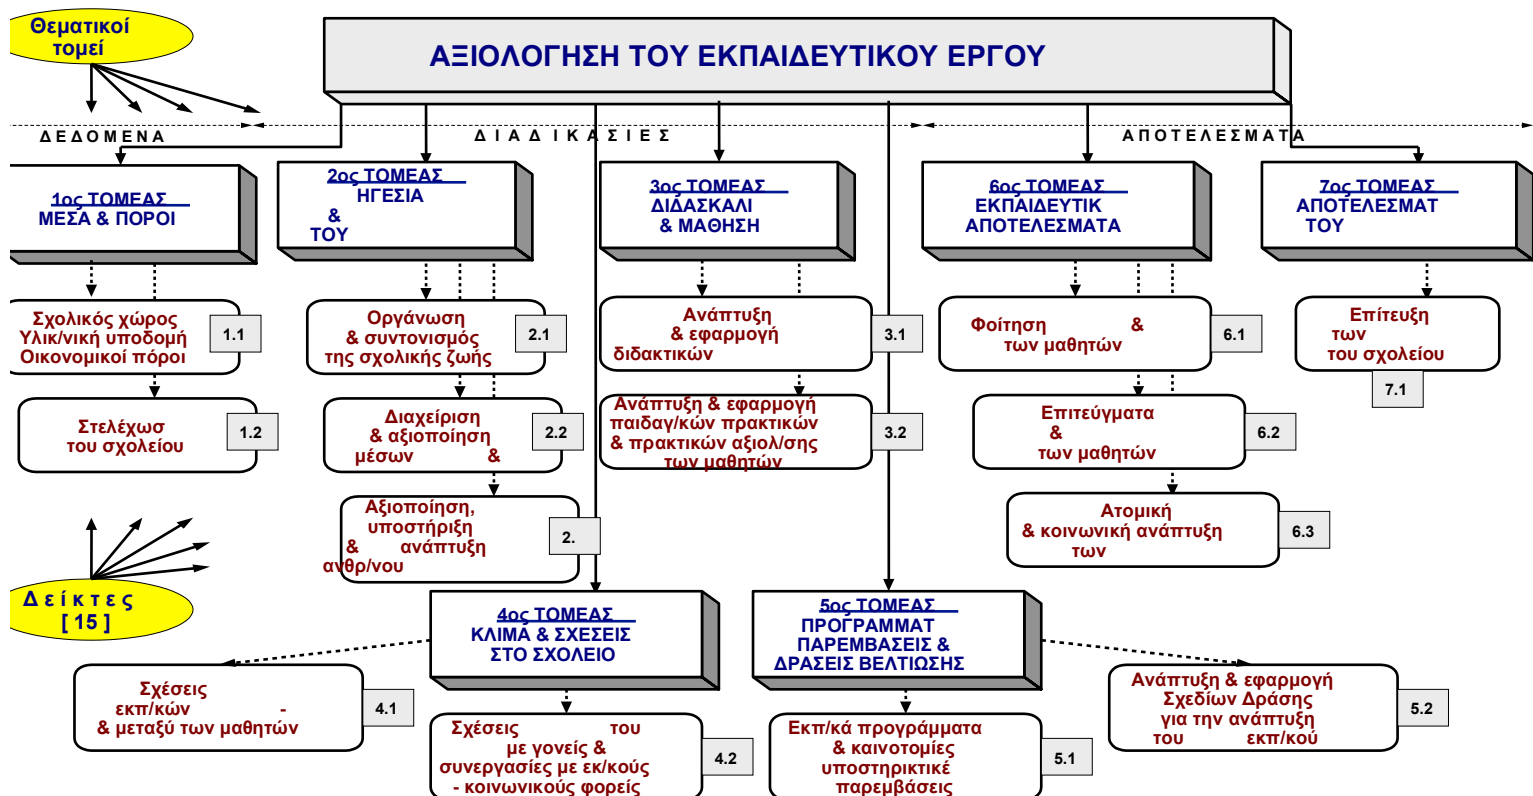 Θεματικοί
τομεί
ΑΞΙΟΛΟΓΗΣΗ ΤΟΥ ΕΚΠΑΙΔΕΥΤΙΚΟΥ ΕΡΓΟΥ
ΔΕΔΟΜΕΝΑ
ΔΙΑΔΙΚΑΣΙΕΣ
ΑΠΟΤΕΛΕΣΜΑΤΑ
1ος ΤΟΜΕΑΣ
ΜΕΣΑ & ΠΟΡΟΙ
2ος ΤΟΜΕΑΣ
ΗΓΕΣΙΑ
&
ΤΟΥ
3ος ΤΟΜΕΑΣ
ΔΙΔΑΣΚΑΛΙ
& ΜΑΘΗΣΗ
6ος ΤΟΜΕΑΣ
ΕΚΠΑΙΔΕΥΤΙΚ
ΑΠΟΤΕΛΕΣΜΑΤΑ
7ος ΤΟΜΕΑΣ
ΑΠΟΤΕΛΕΣΜΑΤ
ΤΟΥ
Σχολικός χώρος
Υλικ/νική υποδομή
Οικονομικοί πόροι
1.1
Οργάνωση
& συντονισμός
της σχολικής ζωής
2.1
Ανάπτυξη
& εφαρμογή
διδακτικών
3.1
Φοίτηση &
των μαθητών
6.1
Επίτευξη
των
του σχολείου
7.1
Στελέχωσ
του σχολείου
1.2
Διαχείριση
& αξιοποίηση
μέσων &
2.2
Ανάπτυξη & εφαρμογή
παιδαγ/κών πρακτικών
& πρακτικών αξιολ/σης
των μαθητών
3.2
Επιτεύγματα
&
των μαθητών
6.2
Αξιοποίηση,
υποστήριξη
& ανάπτυξη
ανθρ/νου
2.
Ατομική
& κοινωνική ανάπτυξη
των
6.3
Δείκτες
[ 15 ]
4ος ΤΟΜΕΑΣ
ΚΛΙΜΑ & ΣΧΕΣΕΙΣ
ΣΤΟ ΣΧΟΛΕΙΟ
5ος ΤΟΜΕΑΣ
ΠΡΟΓΡΑΜΜΑΤ
ΠΑΡΕΜΒΑΣΕΙΣ &
ΔΡΑΣΕΙΣ ΒΕΛΤΙΩΣΗΣ
Σχέσεις
εκπ/κών -
& μεταξύ των μαθητών
4.1
Σχέσεις του
με γονείς &
συνεργασίες με εκ/κούς
- κοινωνικούς φορείς
4.2
Εκπ/κά προγράμματα
& καινοτομίες
υποστηρικτικέ
παρεμβάσεις
5.1
Ανάπτυξη & εφαρμογή
Σχεδίων Δράσης
για την ανάπτυξη
του εκπ/κού
5.2